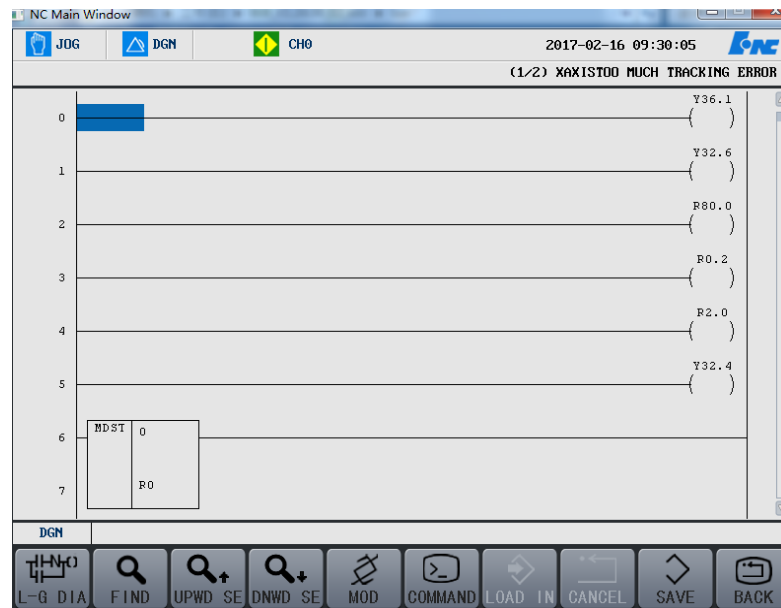 NC Main Window
JOG DGN CH0 2017-02-16 09:30:05
(1/2) XAXISTOO MUCH TRACKING ERROR
Y36.1
0
Y32.6
1
R80.0
2
R0.2
3
R2.0
4
Y32.4
5
MDST 0
6
R0
7
DGN
L-G DIA FIND UPWD SE DNWD SE MOD COMMAND LOAD IN CANCEL SAVE BACK